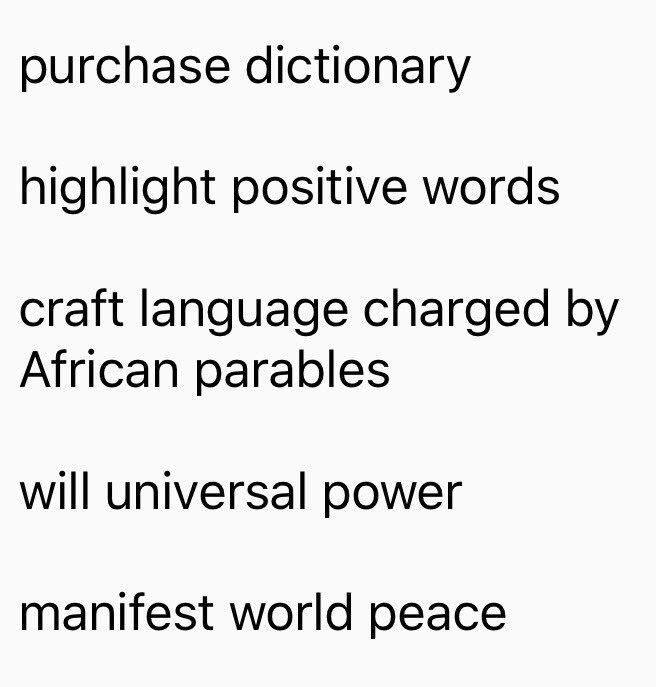 purchase dictionary
highlight positive words
craft language charged by
African parables
will universal power
manifest world peace